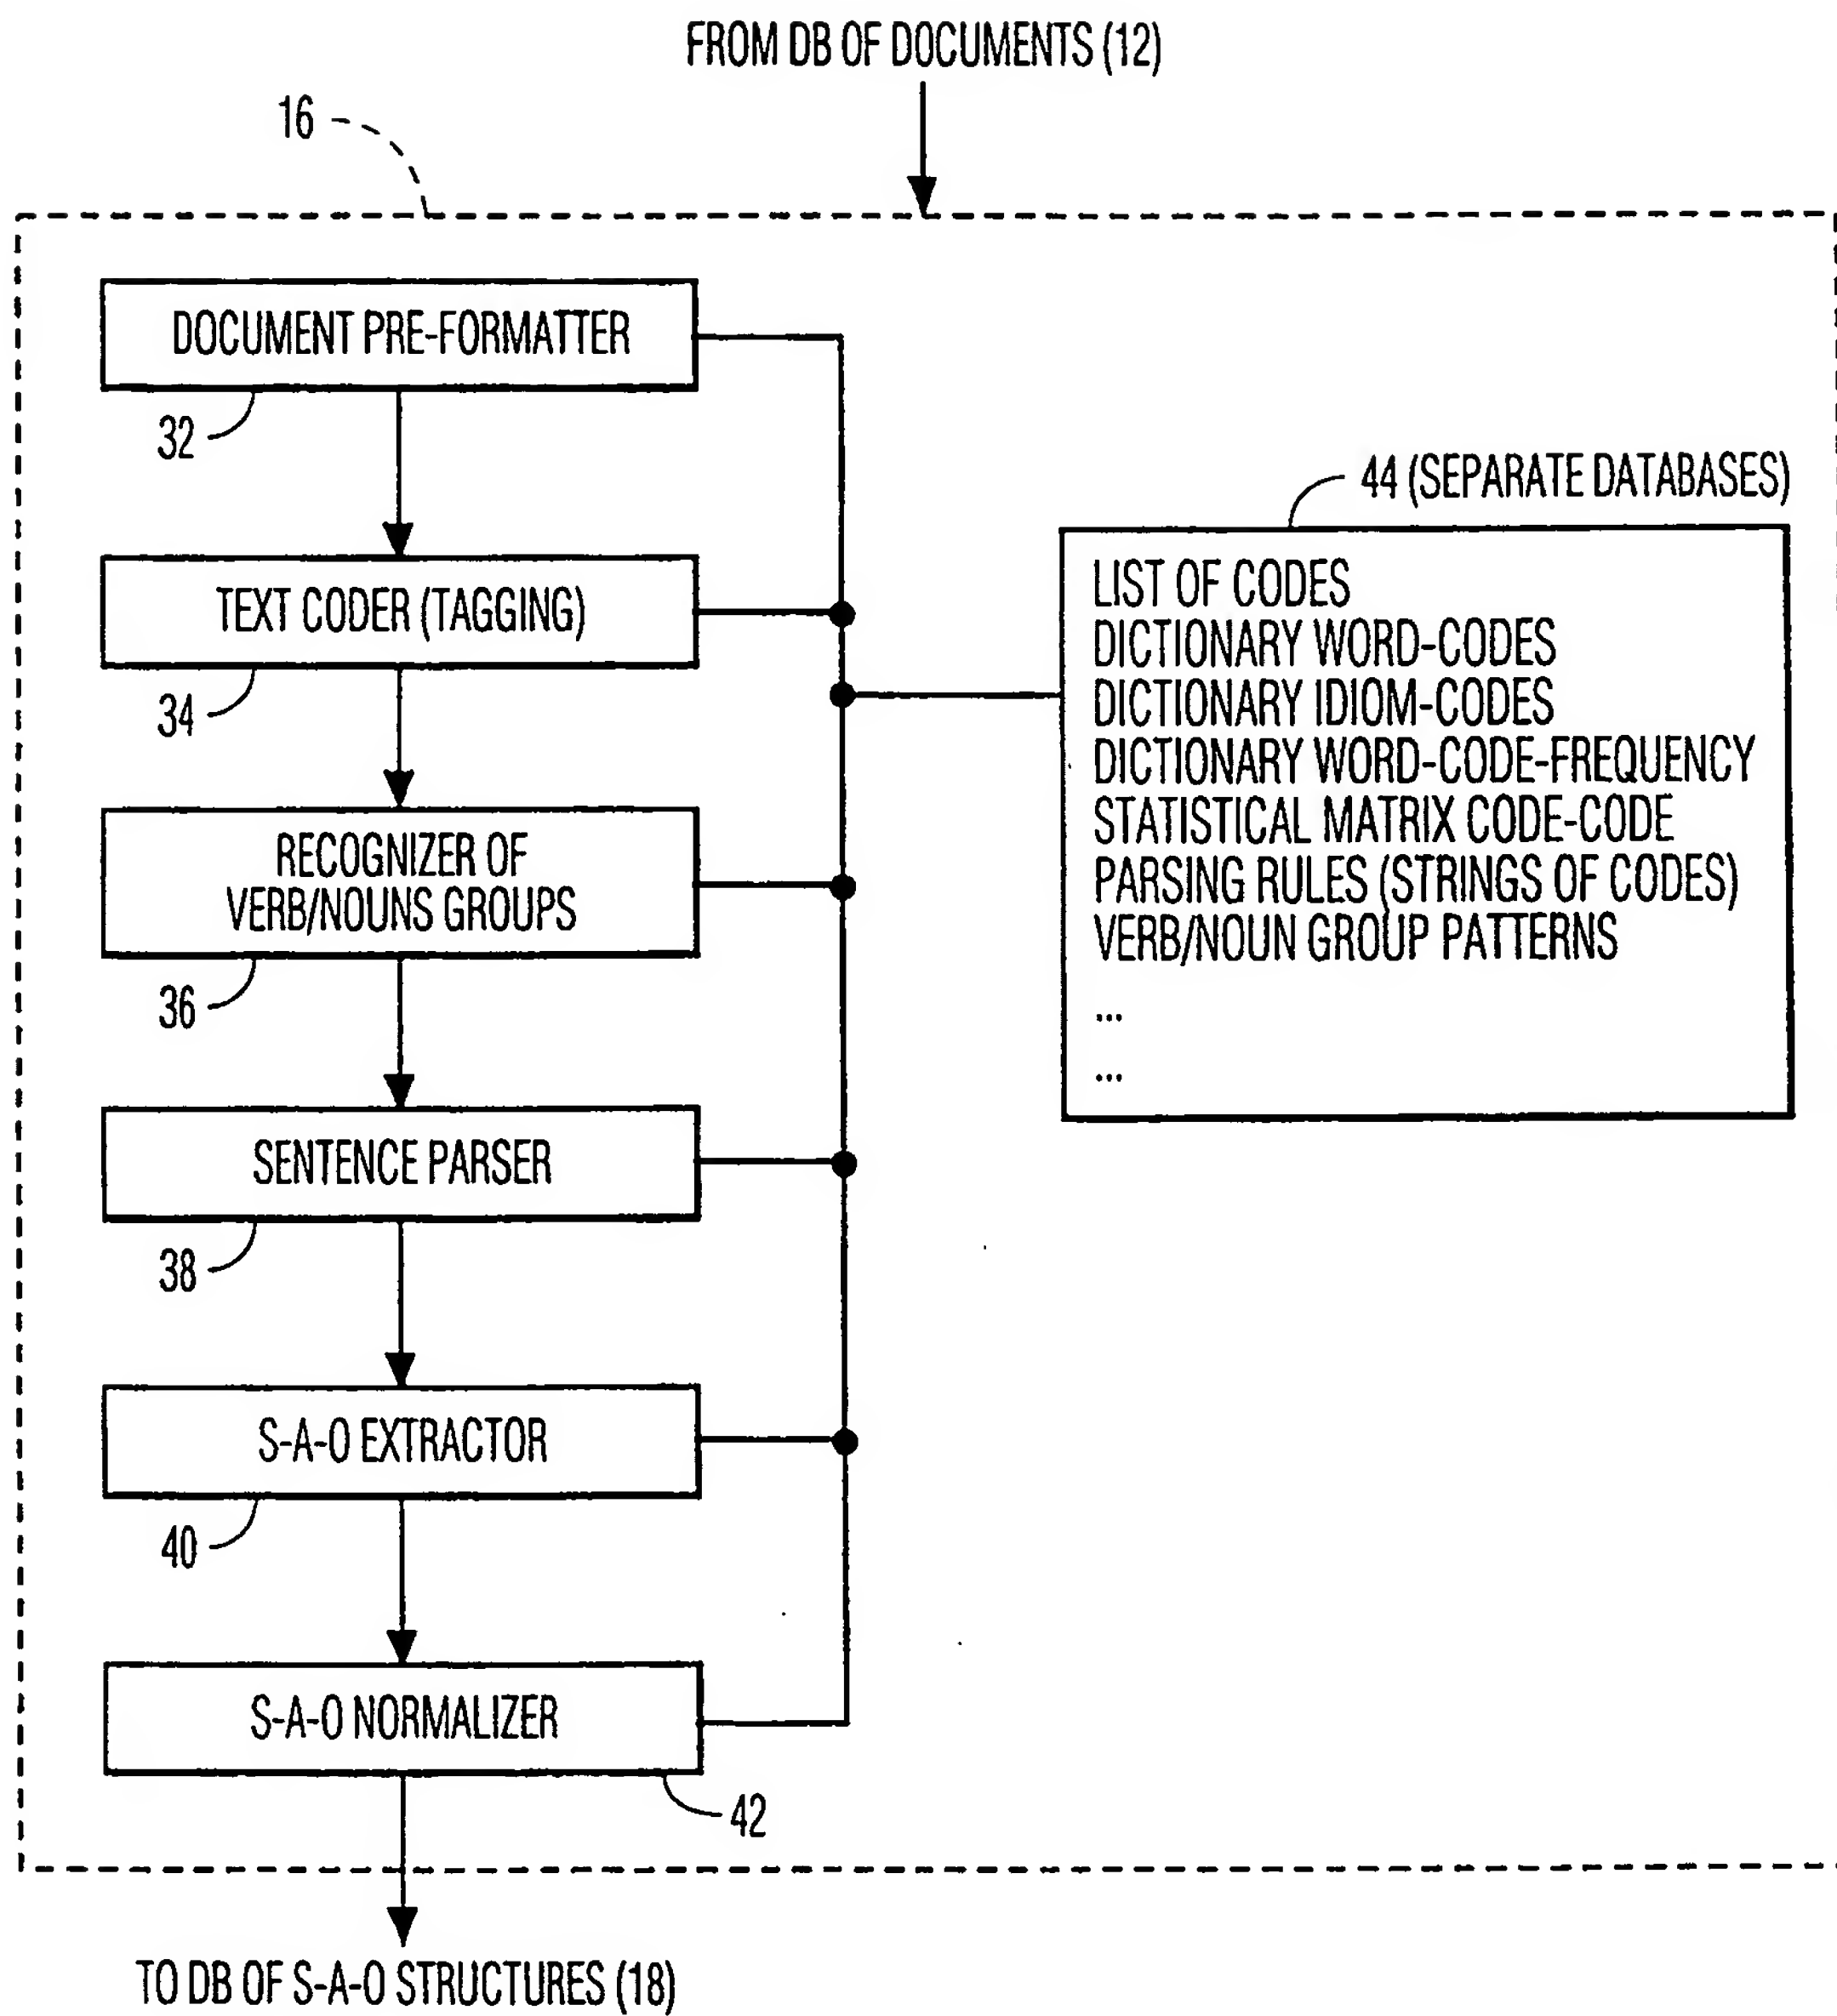 FROM DB OF DOCUMENTS (12)
16
DOCUMENT PRE-FORMATTER
32
44 (SEPARATE DATABASES)
TEXT CODER (TAGGING)
34
LIST OF CODES
DICTIONARY WORD-CODES
DICTIONARY IDIOM-CODES
DICTIONARY WORD-CODE-FREQUENCY
STATISTICAL MATRIX CODE-CODE
PARSING RULES (STRINGS OF CODES)
VERB/NOUN GROUP PATTERNS
...
...
RECOGNIZER OF
VERB/NOUNS GROUPS
36
SENTENCE PARSER
38
S-A-O EXTRACTOR
40
S-A-O NORMALIZER
42
TO DB OF S-A-O STRUCTURES (18)